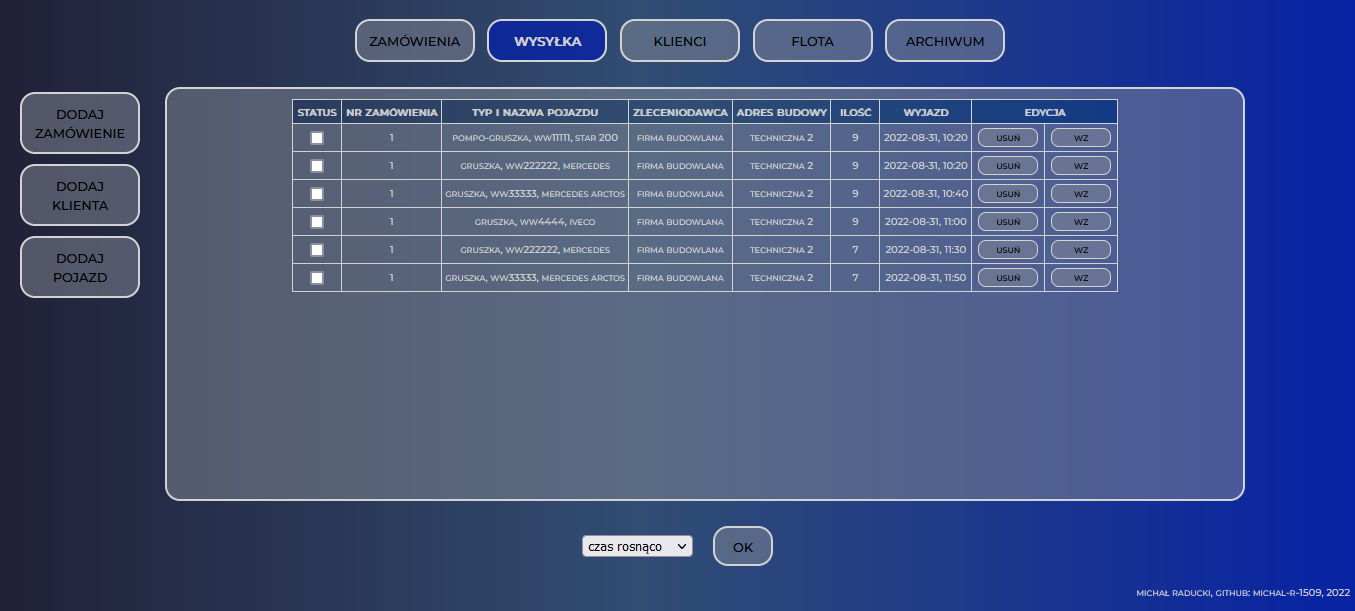 ZAMÓWIENIA WYSYŁKA KLIENCI FLOTA ARCHIWUM
DODAJ
ZAMÓWIENIE
DODAJ
KLIENTA
DODAJ
POJAZD
STATUS NR ZAMÓWIENIA TYP I NAZWA POJAZDU ZLECENIODAWCA ADRES BUDOWY ILOŚĆ WYJAZD EDYCJA
1 POMPO-GRUSZKA, WW11111, STAR 200 FIRMA BUDOWLANA TECHNICZNA 2 9 2022-08-31, 10:20 USUŃ WZ
1 GRUSZKA, WW222222, MERCEDES FIRMA BUDOWLANA TECHNICZNA 2 9 2022-08-31, 10:20 USUŃ WZ
1 GRUSZKA, WW33333, MERCEDES ARCTOS FIRMA BUDOWLANA TECHNICZNA 2 9 2022-08-31, 10:40 USUŃ WZ
1 GRUSZKA, WW4444, IVECO FIRMA BUDOWLANA TECHNICZNA 2 9 2022-08-31, 11:00 USUŃ WZ
1 GRUSZKA, WW222222, MERCEDES FIRMA BUDOWLANA TECHNICZNA 2 7 2022-08-31, 11:30 USUŃ WZ
1 GRUSZKA, WW33333, MERCEDES ARCTOS FIRMA BUDOWLANA TECHNICZNA 2 7 2022-08-31, 11:50 USUŃ WZ
czas rosnąco OK
MICHAŁ RADUCKI, GITHUB: MICHAL-R-1509, 2022